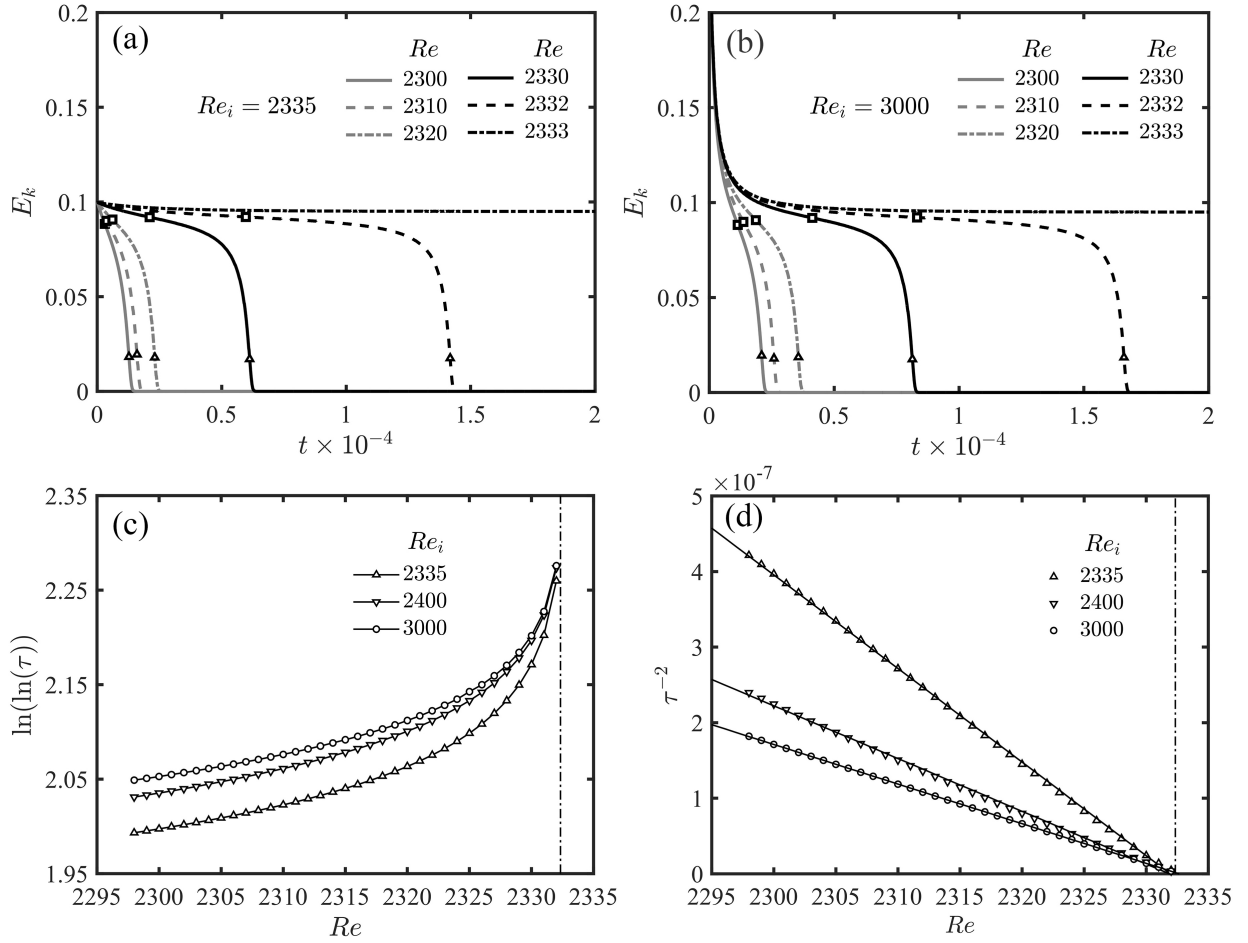 (a)
Re Re
2300 2330
Re_i = 2335 2310 2332
2320 2333
0.2
0.15
0.1
0.05
0
E_k
0 0.5 1 1.5 2
t × 10^{-4}
(b)
Re Re
2300 2330
Re_i = 3000 2310 2332
2320 2333
0.2
0.15
0.1
0.05
0
E_k
0 0.5 1 1.5 2
t × 10^{-4}
(c)
Re_i
2335
2400
3000
2.35
2.25
2.15
2.05
1.95
ln(ln(τ))
2295 2300 2305 2310 2315 2320 2325 2330 2335
Re
×10^{-7}
(d)
Re_i
2335
2400
3000
5
4
3
2
1
0
τ^{-2}
2295 2300 2305 2310 2315 2320 2325 2330 2335
Re